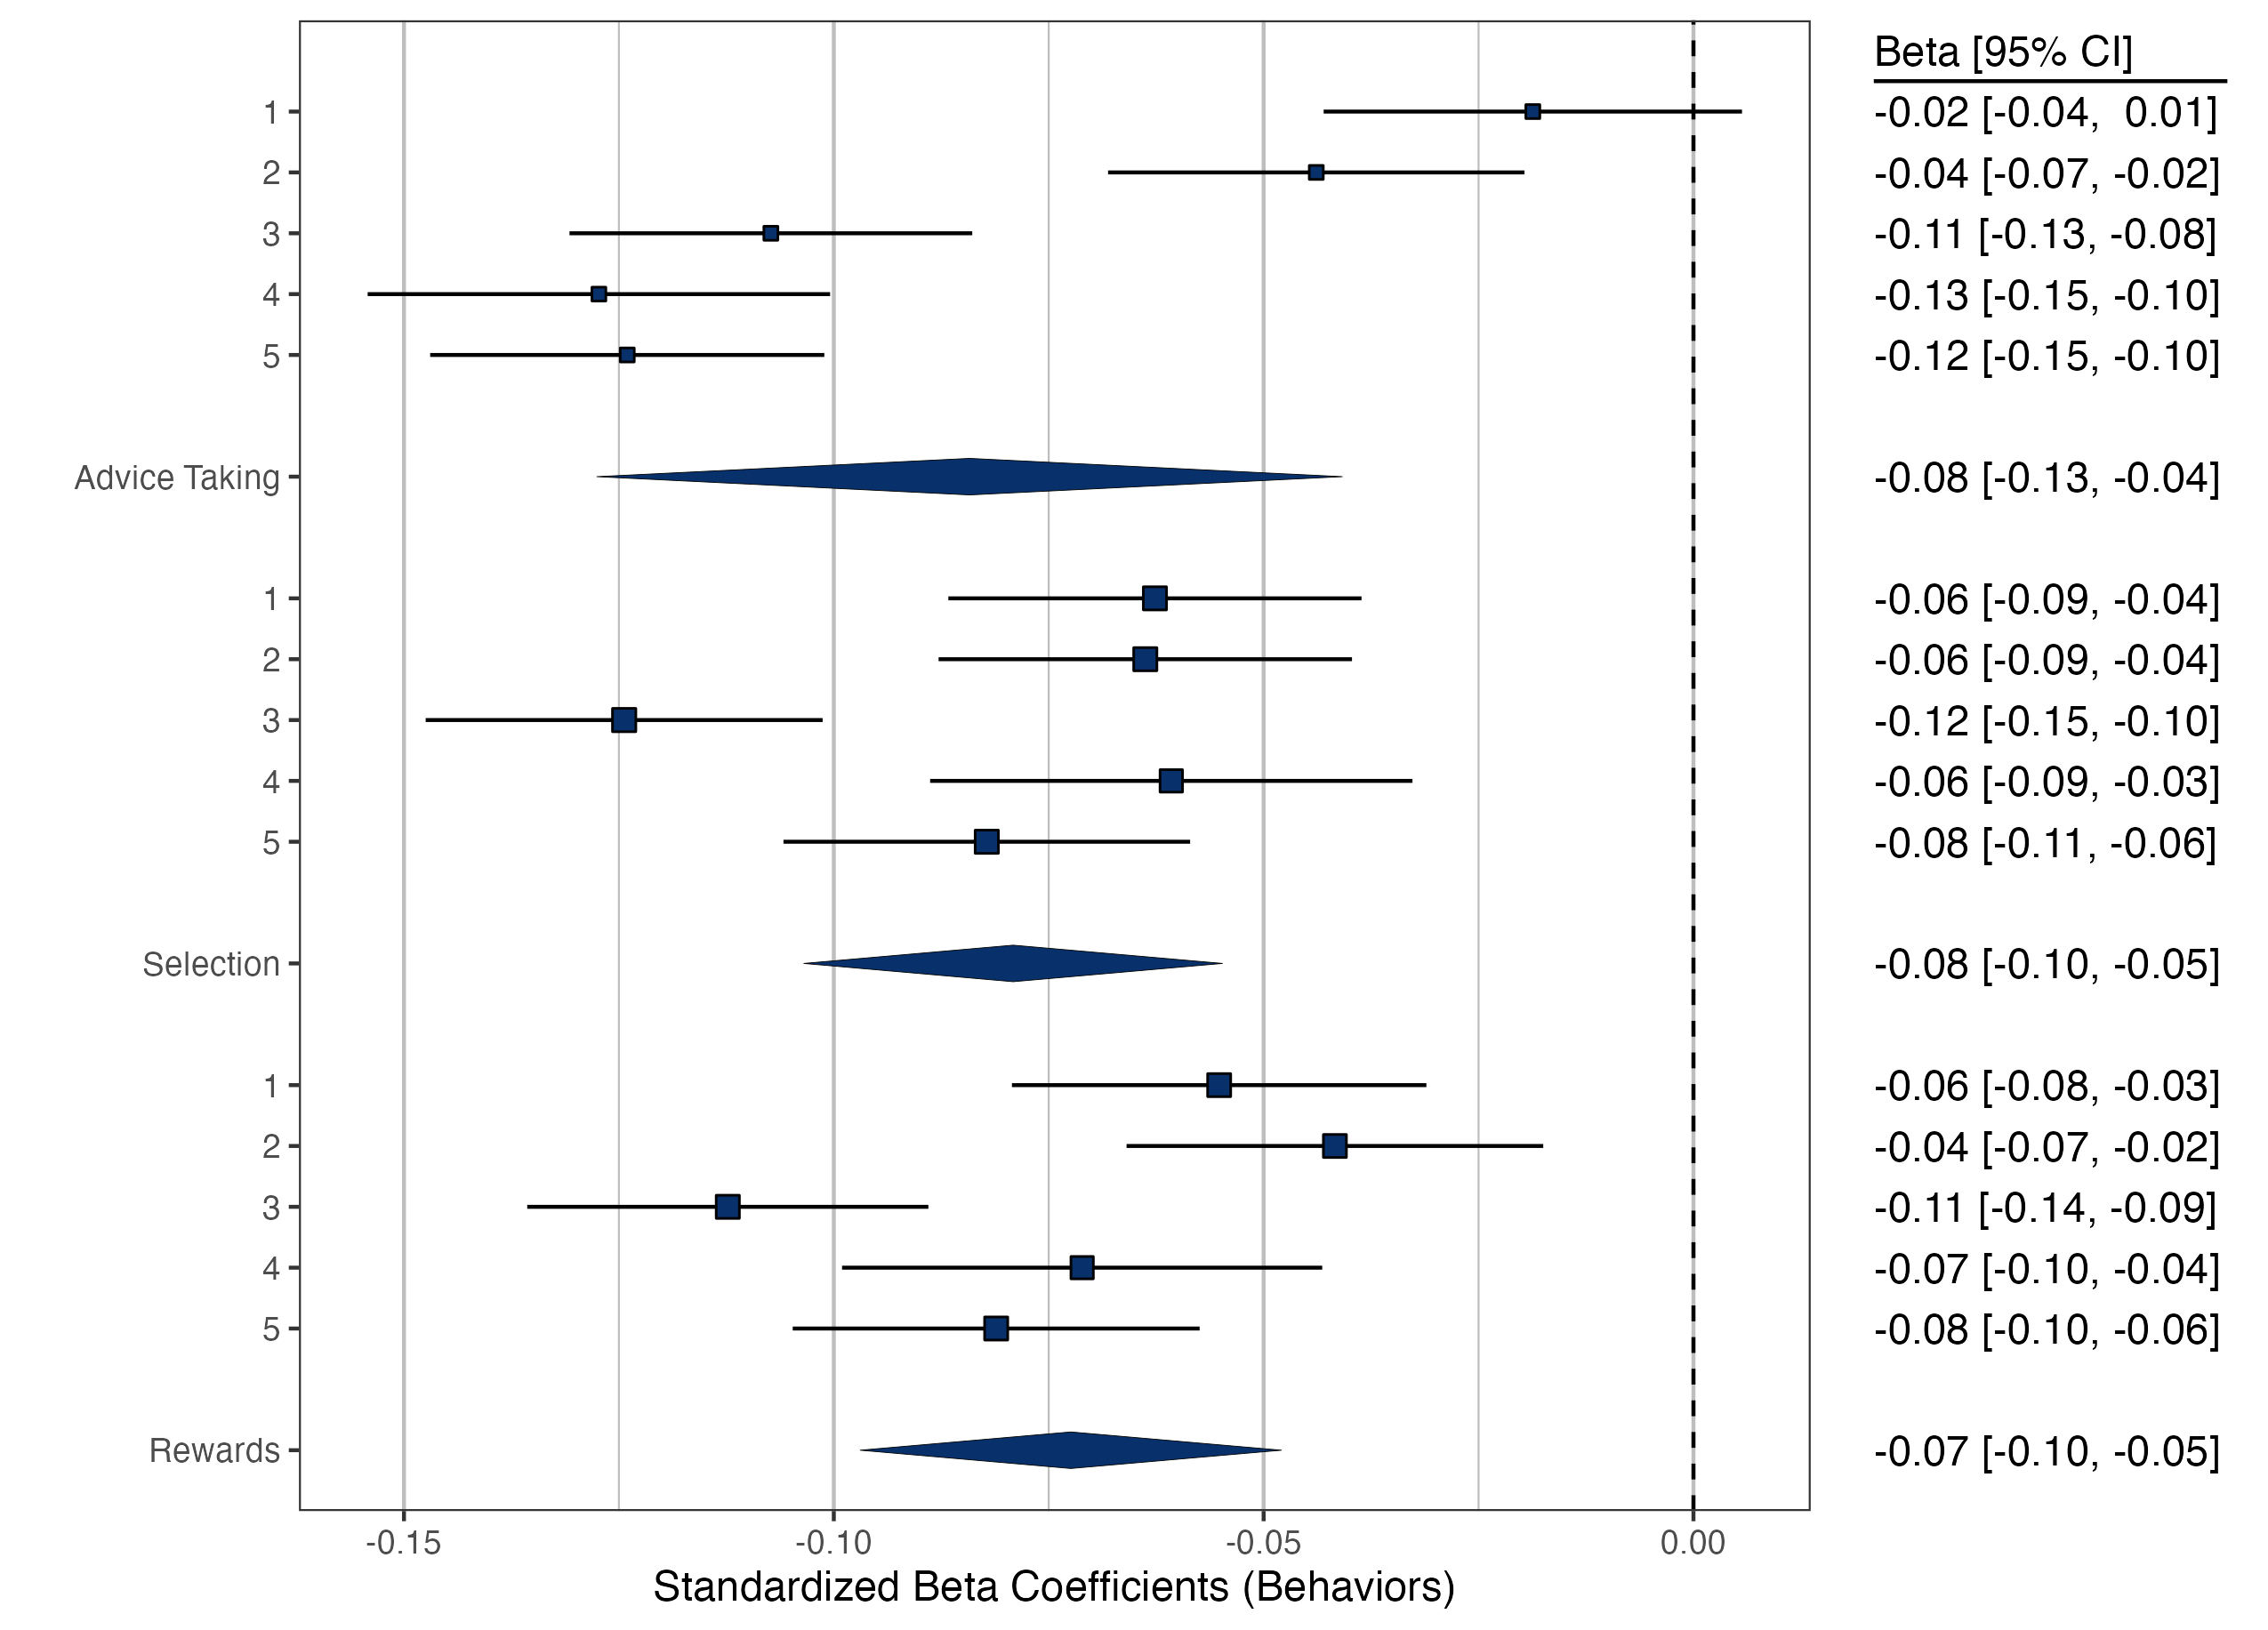 Beta [95% CI]
1 -0.02 [-0.04, 0.01]
2 -0.04 [-0.07, -0.02]
3 -0.11 [-0.13, -0.08]
4 -0.13 [-0.15, -0.10]
5 -0.12 [-0.15, -0.10]
Advice Taking -0.08 [-0.13, -0.04]
1 -0.06 [-0.09, -0.04]
2 -0.06 [-0.09, -0.04]
3 -0.12 [-0.15, -0.10]
4 -0.06 [-0.09, -0.03]
5 -0.08 [-0.11, -0.06]
Selection -0.08 [-0.10, -0.05]
1 -0.06 [-0.08, -0.03]
2 -0.04 [-0.07, -0.02]
3 -0.11 [-0.14, -0.09]
4 -0.07 [-0.10, -0.04]
5 -0.08 [-0.10, -0.06]
Rewards -0.07 [-0.10, -0.05]
-0.15 -0.10 -0.05 0.00
Standardized Beta Coefficients (Behaviors)